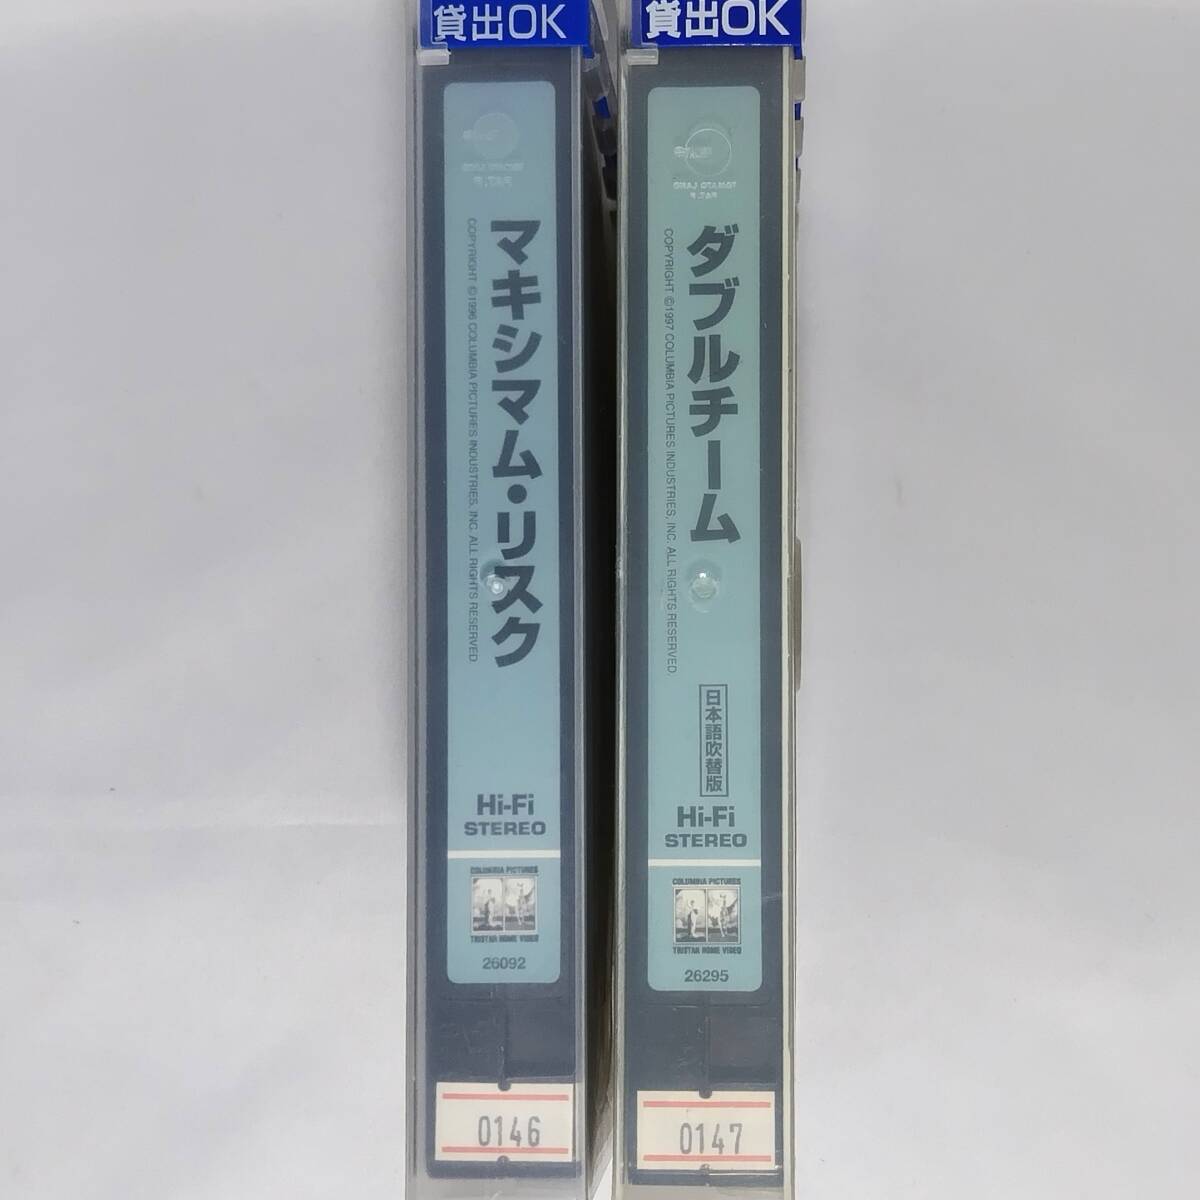 貸出OK
マキシマム・リスク
COPYRIGHT ©1996 COLUMBIA PICTURES INDUSTRIES, INC. ALL RIGHTS RESERVED.
Hi-Fi
STEREO
COLUMBIA PICTURES
TRISTAR HOME VIDEO
26092
0146
貸出OK
ダブルチーム
COPYRIGHT ©1997 COLUMBIA PICTURES INDUSTRIES, INC. ALL RIGHTS RESERVED.
日本語吹替版
Hi-Fi
STEREO
COLUMBIA PICTURES
TRISTAR HOME VIDEO
26295
0147